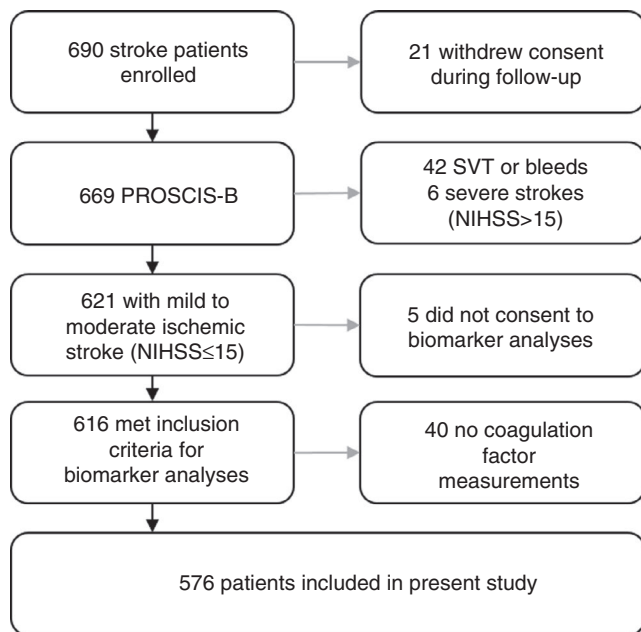 690 stroke patients
enrolled
21 withdrew consent
during follow-up
669 PROSCIS-B
42 SVT or bleeds
6 severe strokes
(NIHSS>15)
621 with mild to
moderate ischemic
stroke (NIHSS≤15)
5 did not consent to
biomarker analyses
616 met inclusion
criteria for
biomarker analyses
40 no coagulation
factor
measurements
576 patients included in present study